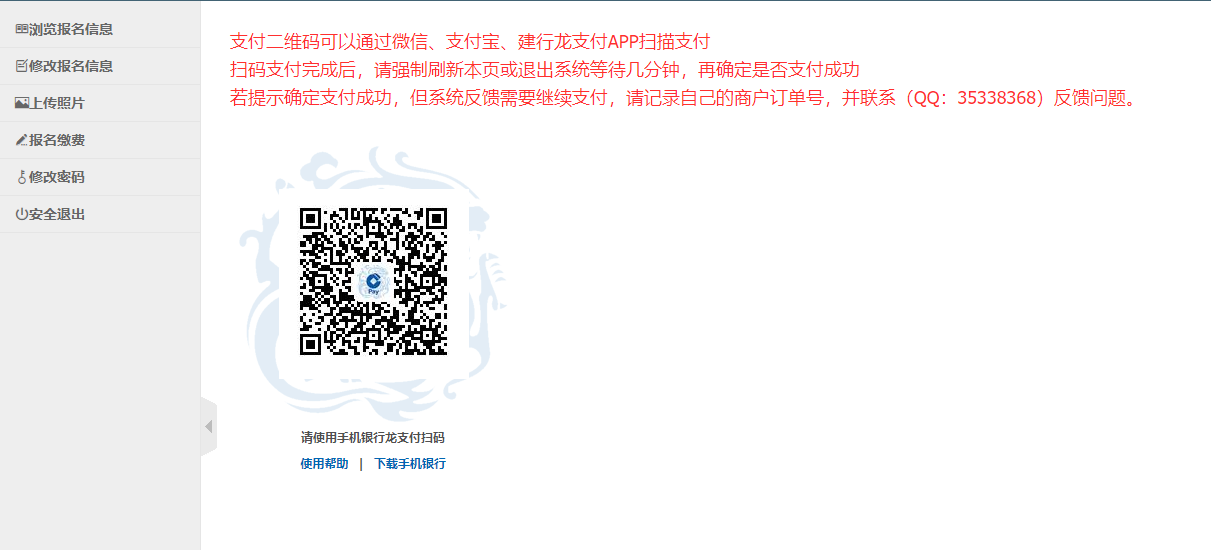 浏览报名信息
修改报名信息
上传照片
报名缴费
修改密码
安全退出
支付二维码可以通过微信、支付宝、建行龙支付APP扫描支付
扫码支付完成后，请强制刷新本页或退出系统等待几分钟，再确定是否支付成功
若提示确定支付成功，但系统反馈需要继续支付，请记录自己的商户订单号，并联系（QQ：35338368）反馈问题。
Pay
请使用手机银行龙支付扫码
使用帮助 | 下载手机银行